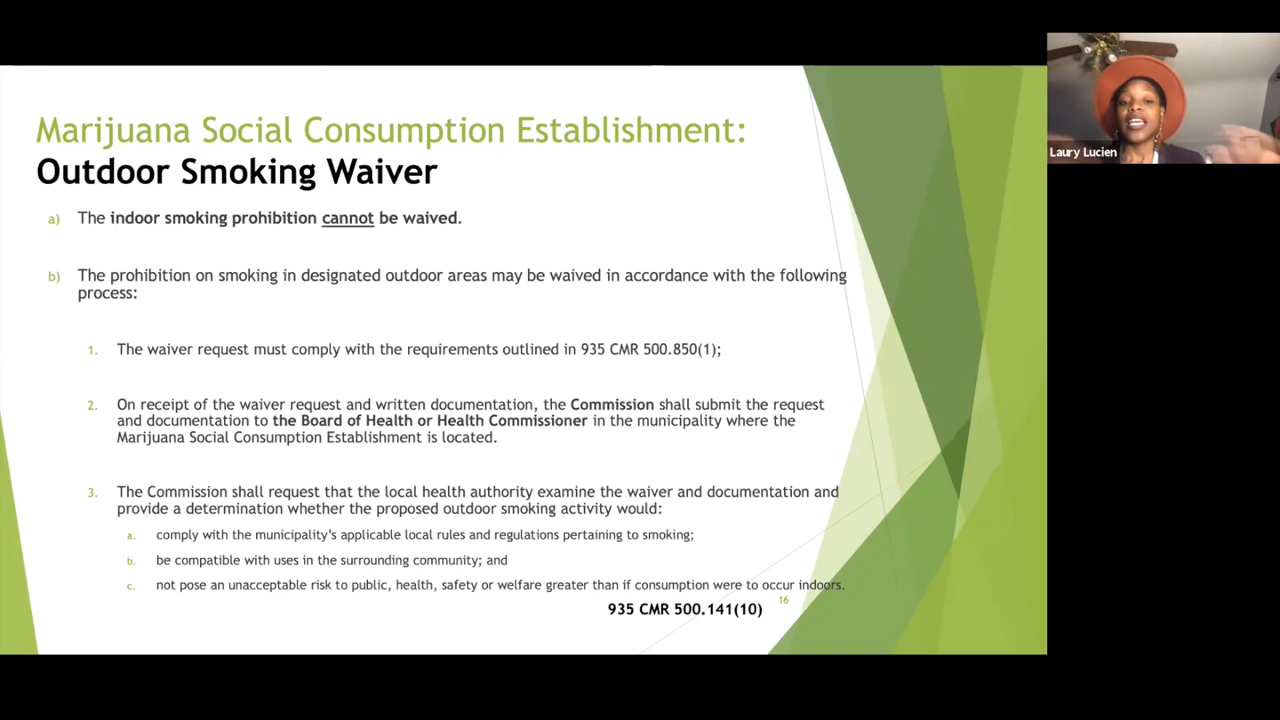 Marijuana Social Consumption Establishment:
Outdoor Smoking Waiver
a) The indoor smoking prohibition cannot be waived.
b) The prohibition on smoking in designated outdoor areas may be waived in accordance with the following
process:
1. The waiver request must comply with the requirements outlined in 935 CMR 500.850(1);
2. On receipt of the waiver request and written documentation, the Commission shall submit the request
and documentation to the Board of Health or Health Commissioner in the municipality where the
Marijuana Social Consumption Establishment is located.
3. The Commission shall request that the local health authority examine the waiver and documentation and
provide a determination whether the proposed outdoor smoking activity would:
a. comply with the municipality's applicable local rules and regulations pertaining to smoking;
b. be compatible with uses in the surrounding community; and
c. not pose an unacceptable risk to public, health, safety or welfare greater than if consumption were to occur indoors.
16
935 CMR 500.141(10)
Laury Lucien